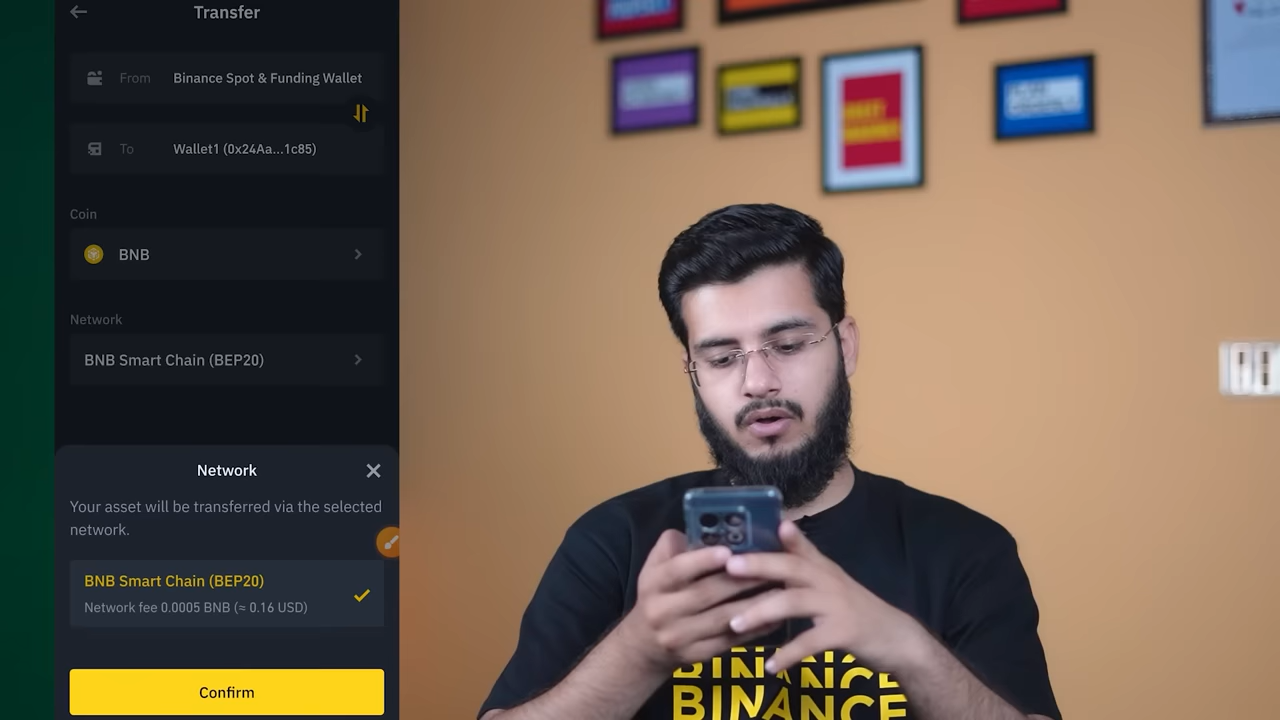 Transfer
From Binance Spot & Funding Wallet
To Wallet1 (0x24Aa...1c85)
Coin
BNB
Network
BNB Smart Chain (BEP20)
Network
Your asset will be transferred via the selected
network.
BNB Smart Chain (BEP20)
Network fee 0.0005 BNB (≈ 0.16 USD)
Confirm
BINANCE
BINANCE